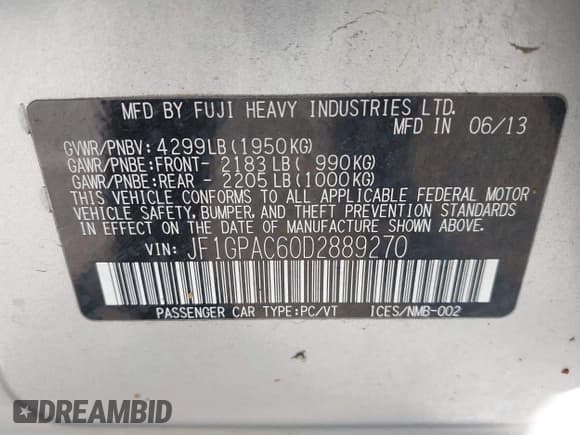 MFD BY FUJI HEAVY INDUSTRIES LTD.
MFD IN 06/13
GVWR/PNBV: 4299LB(1950KG)
GAWR/PNBE:FRONT- 2183LB( 990KG)
GAWR/PNBE:REAR - 2205LB(1000KG)
THIS VEHICLE CONFORMS TO ALL APPLICABLE FEDERAL MOTOR
VEHICLE SAFETY, BUMPER, AND THEFT PREVENTION STANDARDS
IN EFFECT ON THE DATE OF MANUFACTURE SHOWN ABOVE.
VIN: JF1GPAC60D2889270
PASSENGER CAR TYPE:PC/VT ICES/NMB-002
DREAMBID